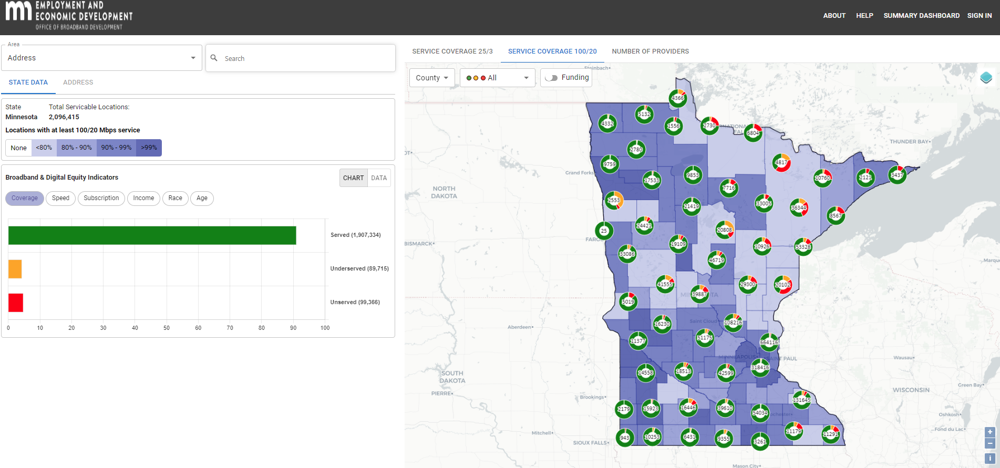 EMPLOYMENT AND
ECONOMIC DEVELOPMENT
OFFICE OF BROADBAND DEVELOPMENT
ABOUT HELP SUMMARY DASHBOARD SIGN IN
Area
Address
Search
STATE DATA ADDRESS
State Total Servicable Locations:
Minnesota 2,096,415
Locations with at least 100/20 Mbps service
None <80% 80% - 90% 90% - 99% >99%
Broadband & Digital Equity Indicators
CHART DATA
Coverage Speed Subscription Income Race Age
Served (1,907,334)
Underserved (89,715)
Unserved (99,366)
0 10 20 30 40 50 60 70 80 90 100
SERVICE COVERAGE 25/3 SERVICE COVERAGE 100/20 NUMBER OF PROVIDERS
Steinbach
County All Funding
4366
5132
4332
1556
2730
6804
THUNDER BAY
2780
9759
4817
Grand Forks
17533
9853
10760
2121
3437
NORTH
DAKOTA
7716
2553
21419
33005
36344
8567
24421
20808
25
BISMARCK
19109
10926
53328
33086
46719
Marque
41555
29300
20102
39887
5019
Saint Cloud
16230
108216
Aberdeen
11377
51175
664116
MINNEAPOLIS
SAINT PAUL
Wausau
318416
SOUTH
DAKOTA
14558
18513
42599
PIERRE
WISCONSIN
Green Bay
Brookings
131645
2179
15923
16446
39610
54034
Oshkosh
Fond du Lac
Mitchell
11179
11291
943
10253
6431
9355
3261
SIOUX FALLS
Mason City
+
−
i